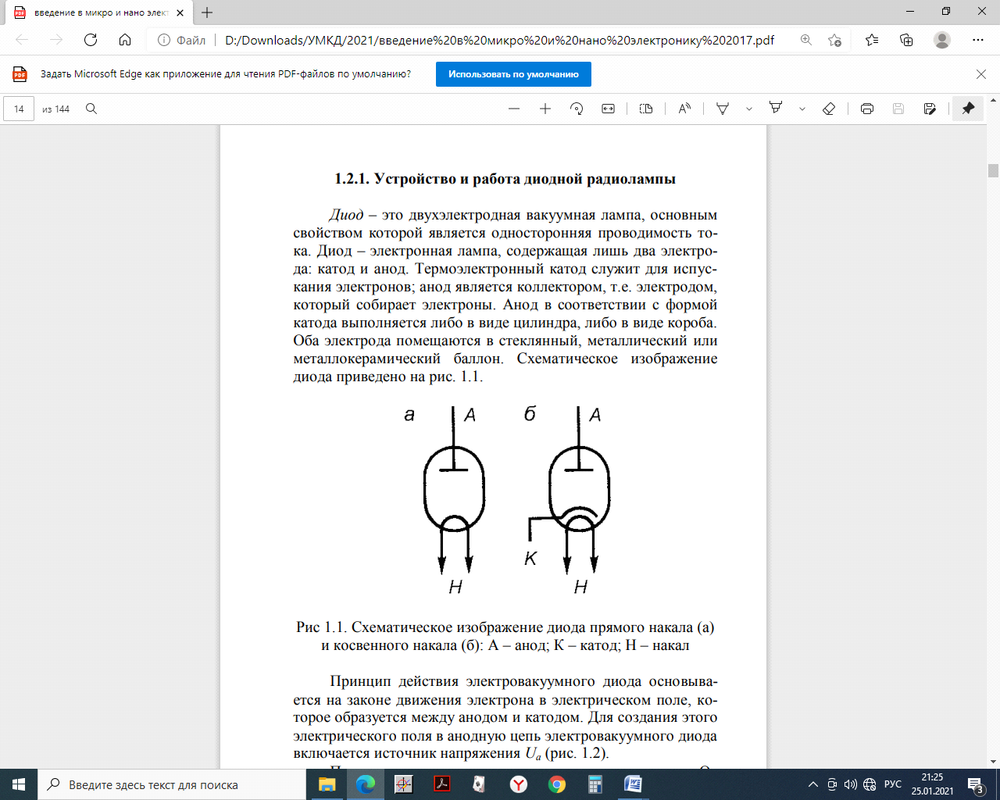 введение в микро и нано элект
Файл
D:/Downloads/УМКД/2021/введение%20в%20микро%20и%20нано%20электронику%202017.pdf
Задать Microsoft Edge как приложение для чтения PDF-файлов по умолчанию?
Использовать по умолчанию
14 из 144
1.2.1. Устройство и работа диодной радиолампы
Диод – это двухэлектродная вакуумная лампа, основным
свойством которой является односторонняя проводимость то-
ка. Диод – электронная лампа, содержащая лишь два электро-
да: катод и анод. Термоэлектронный катод служит для испус-
кания электронов; анод является коллектором, т.е. электродом,
который собирает электроны. Анод в соответствии с формой
катода выполняется либо в виде цилиндра, либо в виде короба.
Оба электрода помещаются в стеклянный, металлический или
металлокерамический баллон. Схематическое изображение
диода приведено на рис. 1.1.
а А б А
К
Н Н
Рис 1.1. Схематическое изображение диода прямого накала (а)
и косвенного накала (б): А – анод; К – катод; Н – накал
Принцип действия электровакуумного диода основыва-
ется на законе движения электрона в электрическом поле, ко-
торое образуется между анодом и катодом. Для создания этого
электрического поля в анодную цепь электровакуумного диода
включается источник напряжения Uа (рис. 1.2).
Введите здесь текст для поиска
РУС
21:25
25.01.2021
3